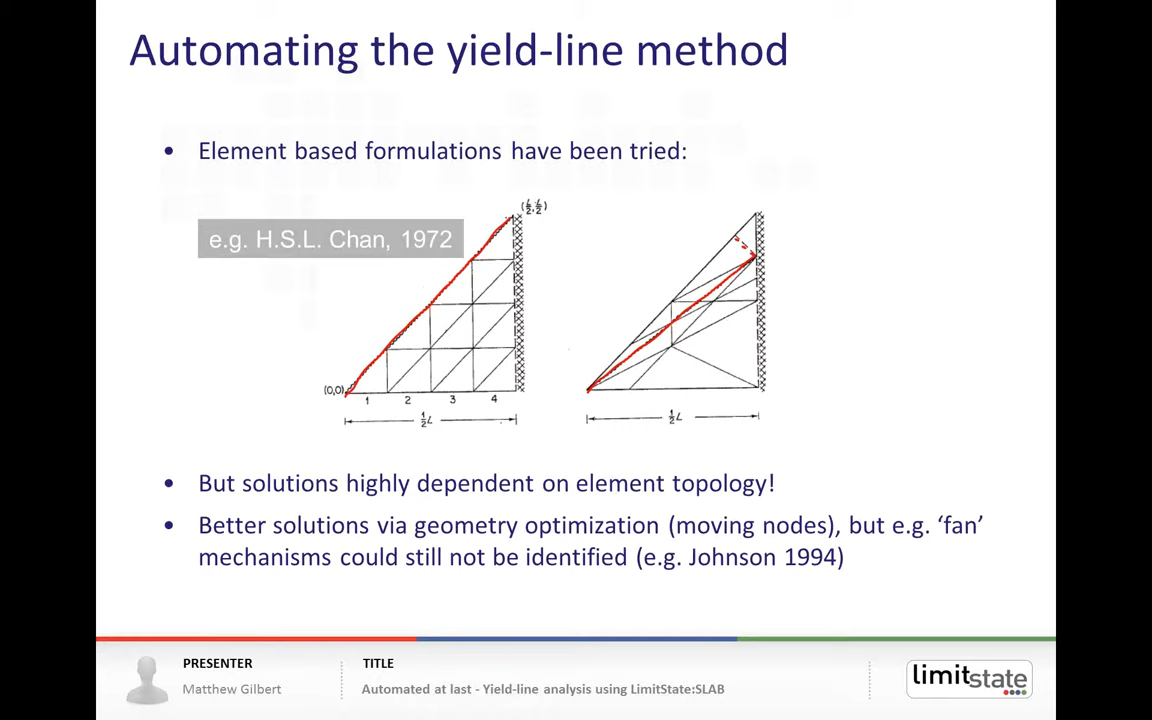 Automating the yield-line method
• Element based formulations have been tried:
e.g. H.S.L. Chan, 1972
(L/2, L/2)
(0,0)
1 2 3 4
½L
½L
• But solutions highly dependent on element topology!
• Better solutions via geometry optimization (moving nodes), but e.g. ‘fan’
mechanisms could still not be identified (e.g. Johnson 1994)
PRESENTER
Matthew Gilbert
TITLE
Automated at last - Yield-line analysis using LimitState:SLAB
limitstate